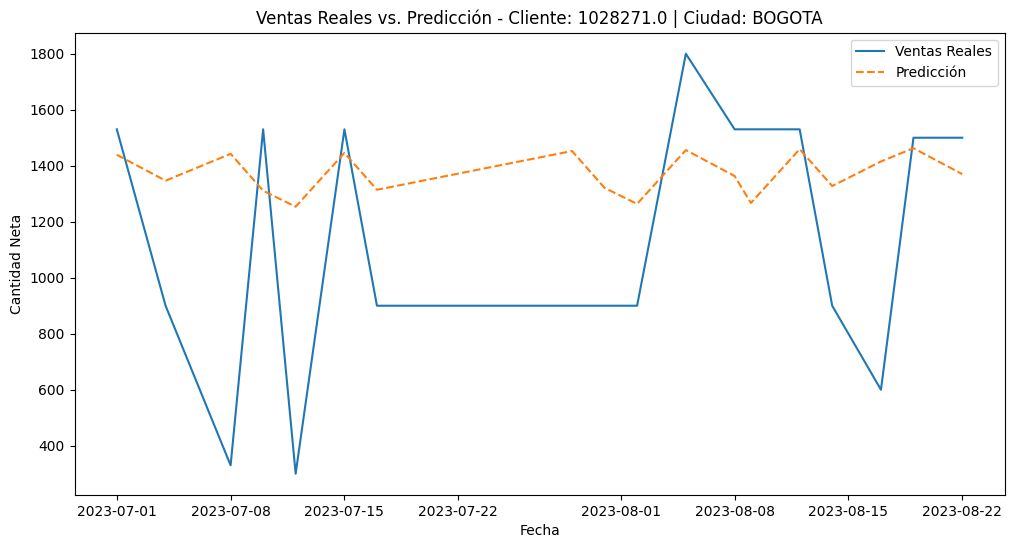 Ventas Reales vs. Predicción - Cliente: 1028271.0 | Ciudad: BOGOTA
Ventas Reales
Predicción
1800
1600
1400
1200
1000
800
600
400
Cantidad Neta
2023-07-01 2023-07-08 2023-07-15 2023-07-22 2023-08-01 2023-08-08 2023-08-15 2023-08-22
Fecha